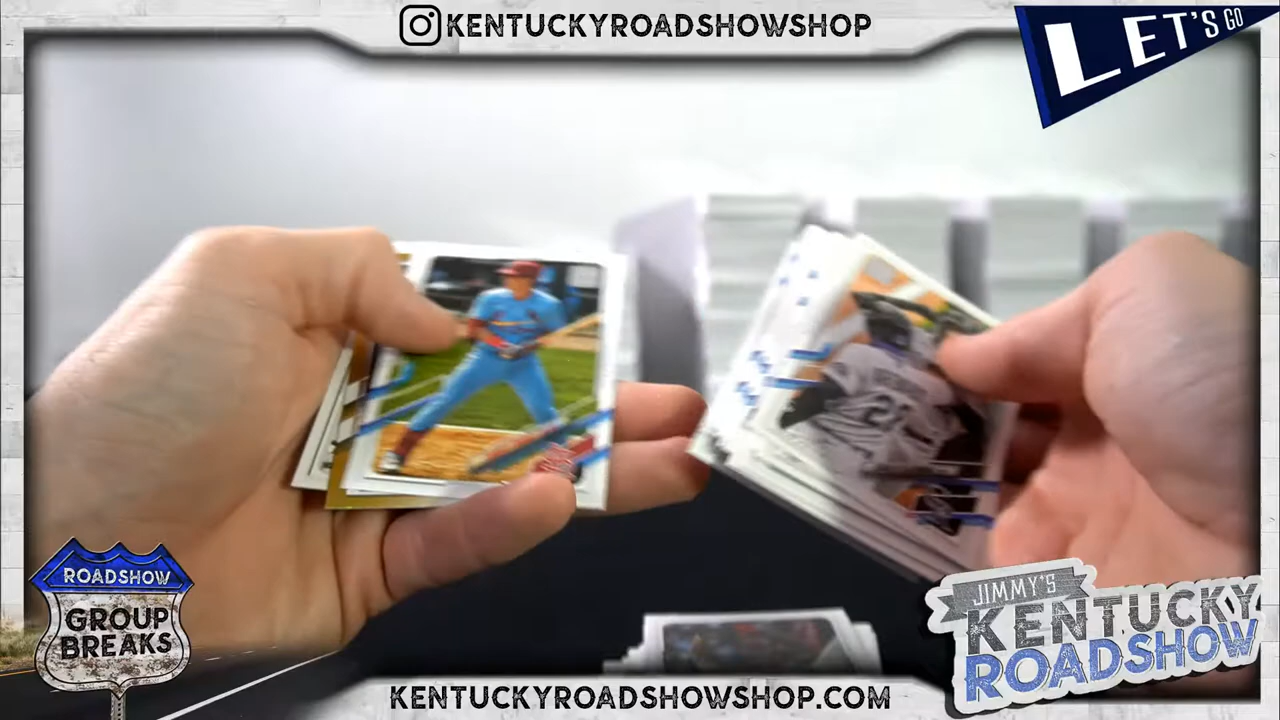 KENTUCKYROADSHOWSHOP
LET'S GO
ROADSHOW
GROUP
BREAKS
JIMMY'S
KENTUCKY
ROADSHOW
KENTUCKYROADSHOWSHOP.COM